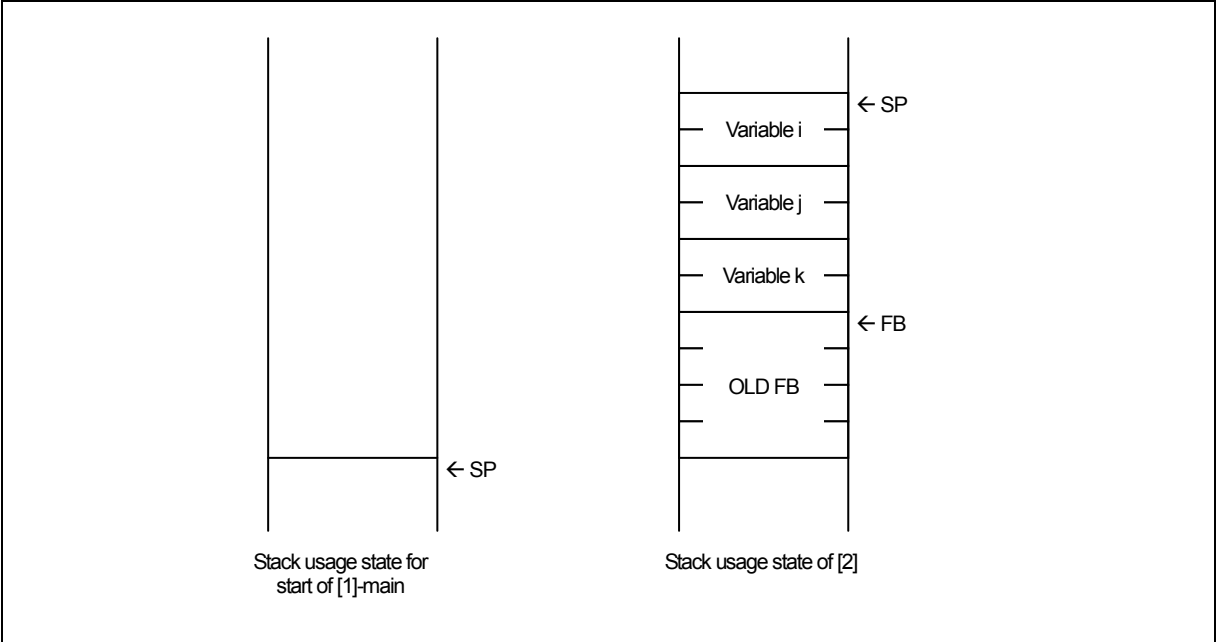 ← SP
Variable i
Variable j
Variable k
← FB
OLD FB
← SP
Stack usage state for
start of [1]-main
Stack usage state of [2]